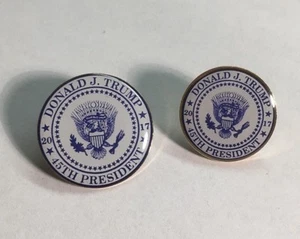 DONALD J. TRUMP
20 17
45TH PRESIDENT
DONALD J. TRUMP
20 17
45TH PRESIDENT